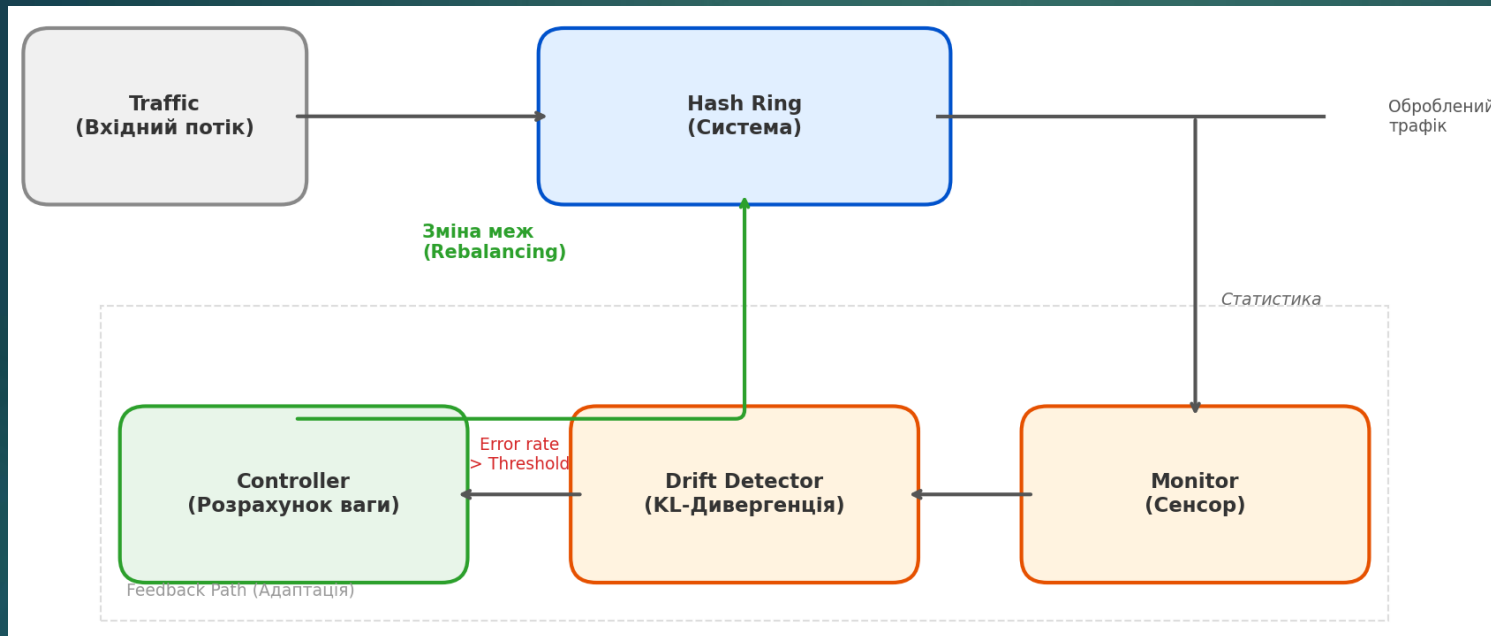 Traffic
(Вхідний потік)
Hash Ring
(Система)
Оброблений
трафік
Зміна меж
(Rebalancing)
Статистика
Error rate
> Threshold
Controller
(Розрахунок ваги)
Drift Detector
(KL-Дивергенція)
Monitor
(Сенсор)
Feedback Path (Адаптація)